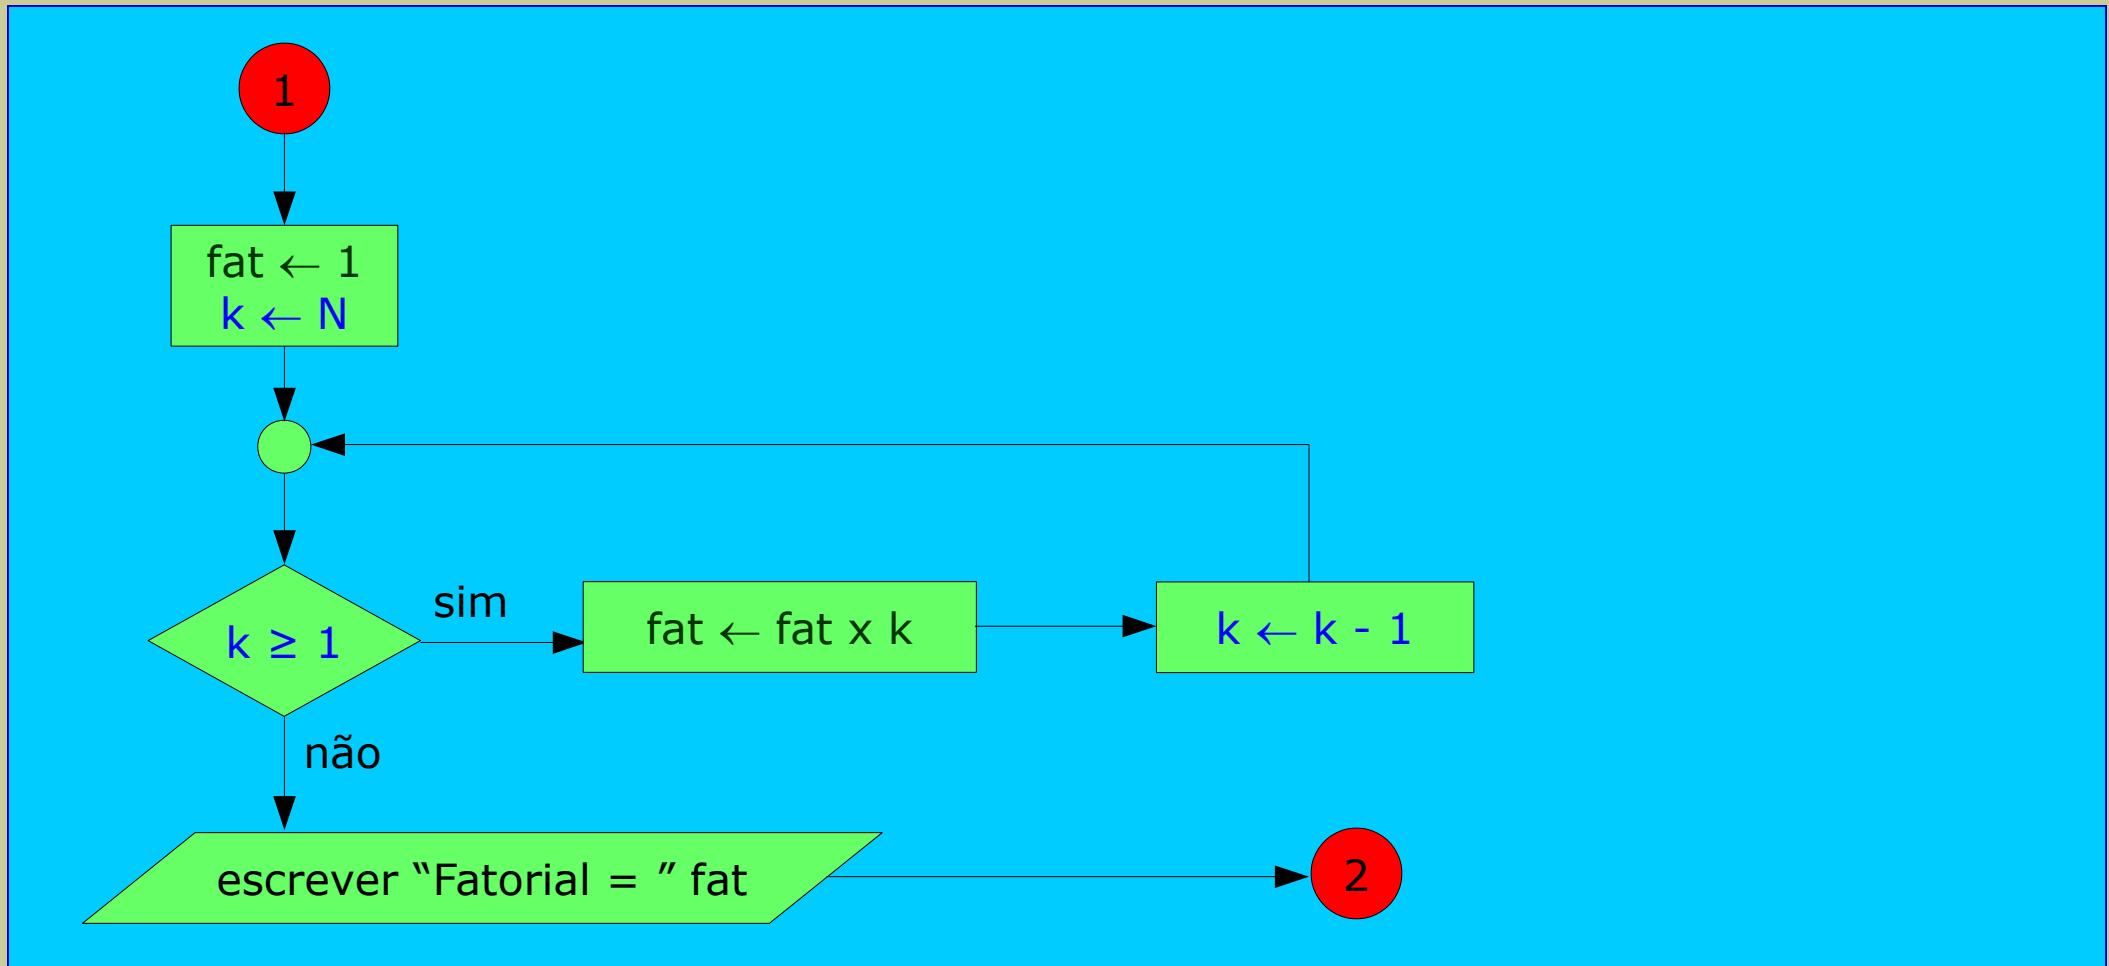 1
fat ← 1
k ← N
sim
k ≥ 1
fat ← fat x k
k ← k - 1
não
escrever “Fatorial = ” fat
2